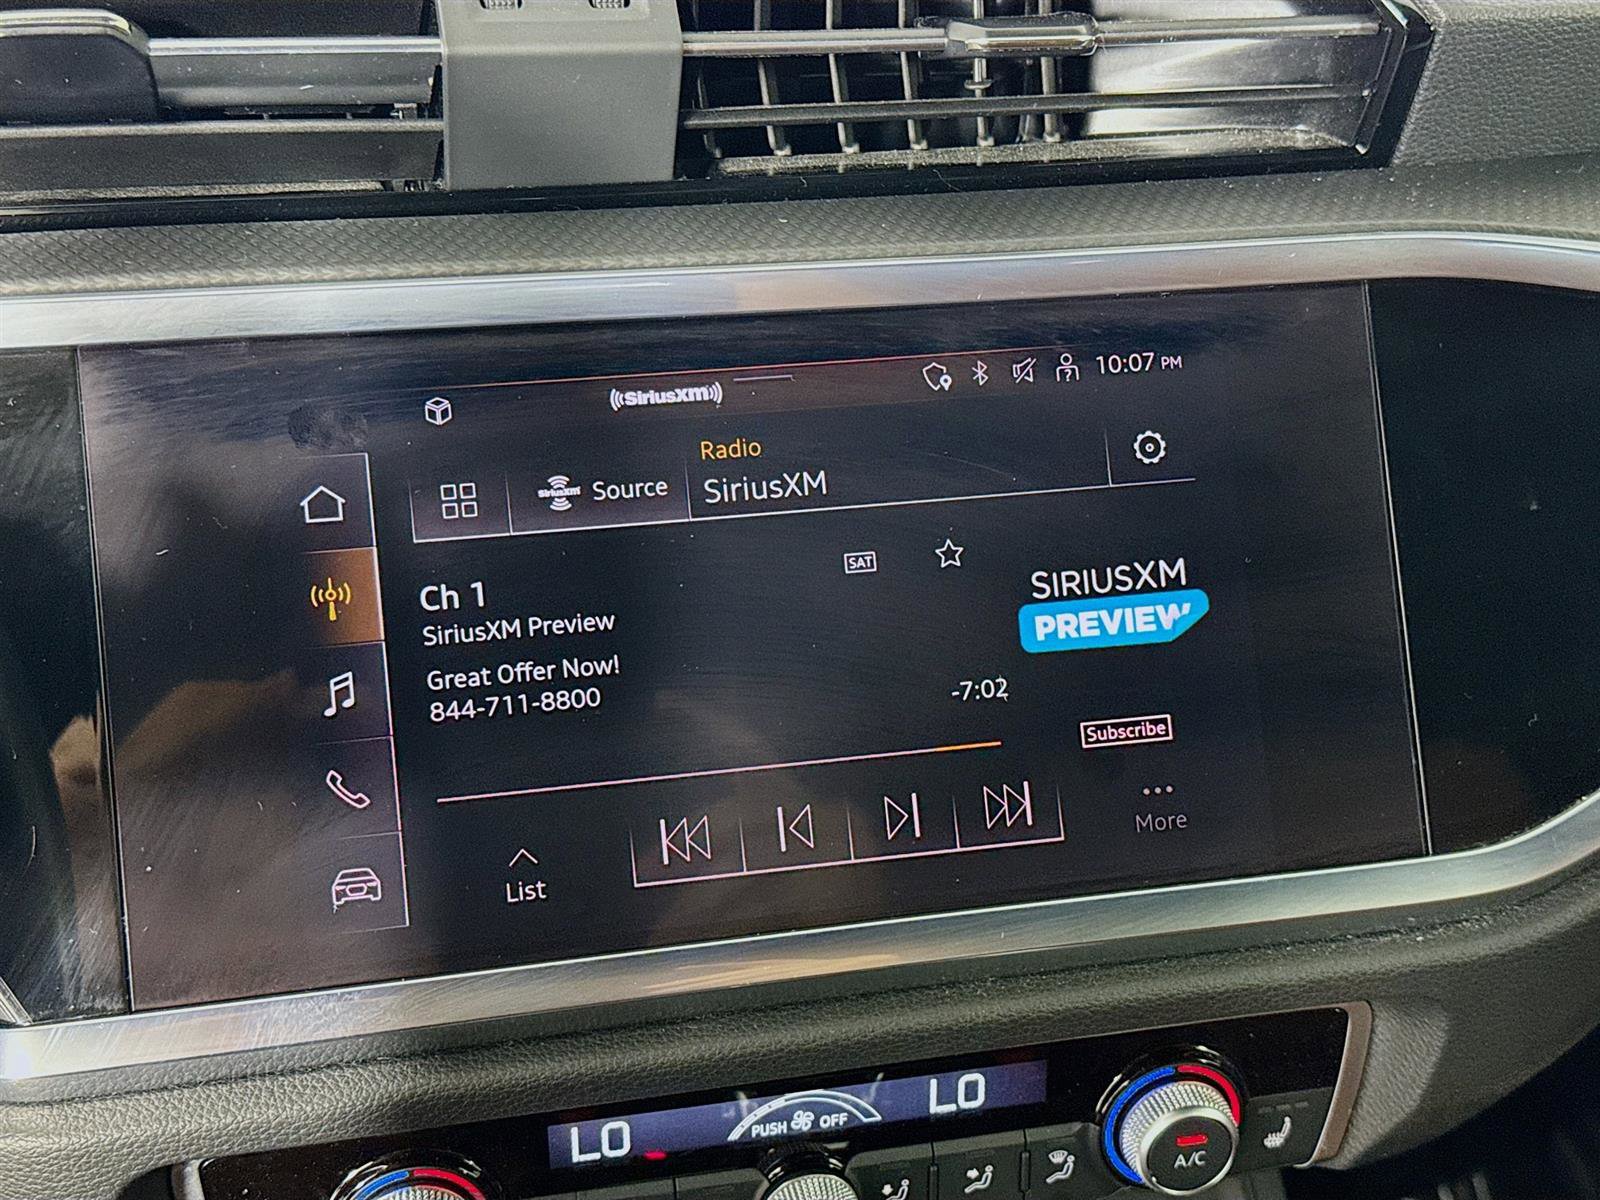 SiriusXM
10:07 PM
Radio
SiriusXM Source
SiriusXM
SAT
Ch 1
SiriusXM Preview
SIRIUSXM
PREVIEW
Great Offer Now!
844-711-8800
-7:02
Subscribe
List
More
LO
PUSH OFF
LO
A/C